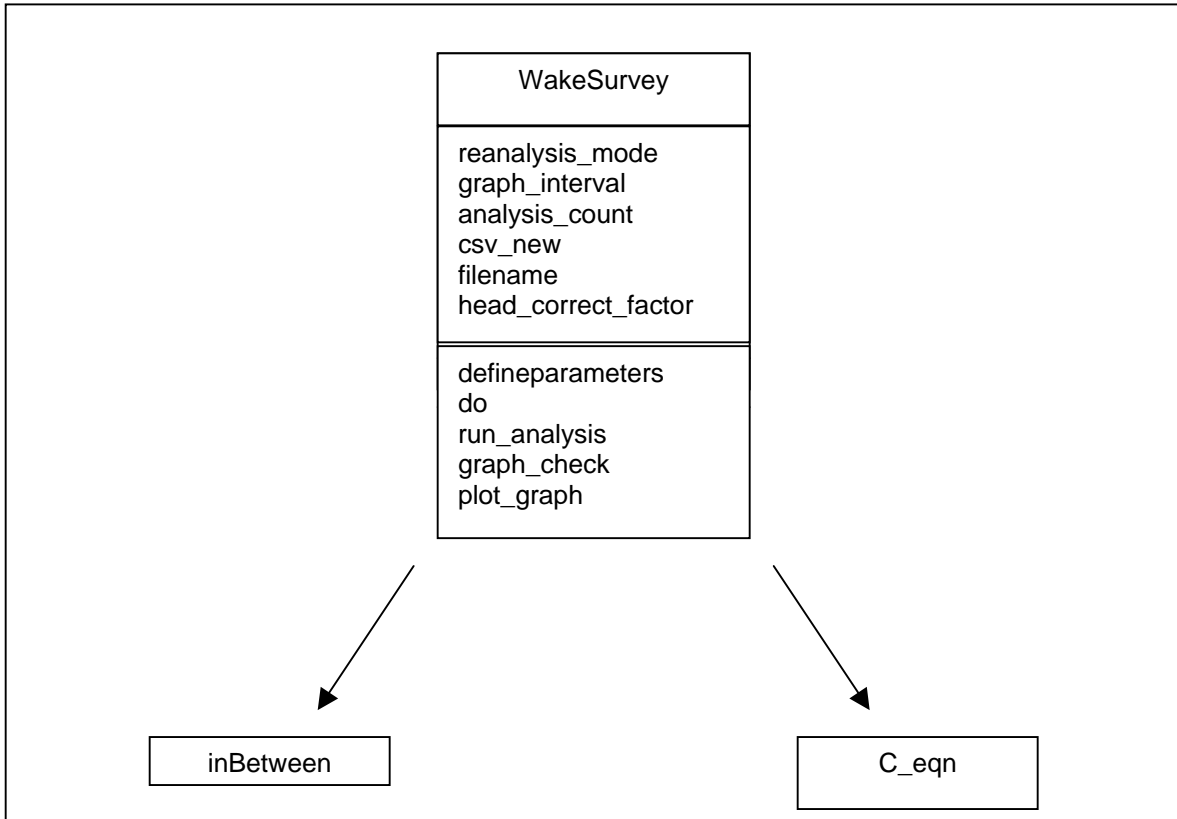 WakeSurvey
reanalysis_mode
graph_interval
analysis_count
csv_new
filename
head_correct_factor
defineparameters
do
run_analysis
graph_check
plot_graph
inBetween
C_eqn